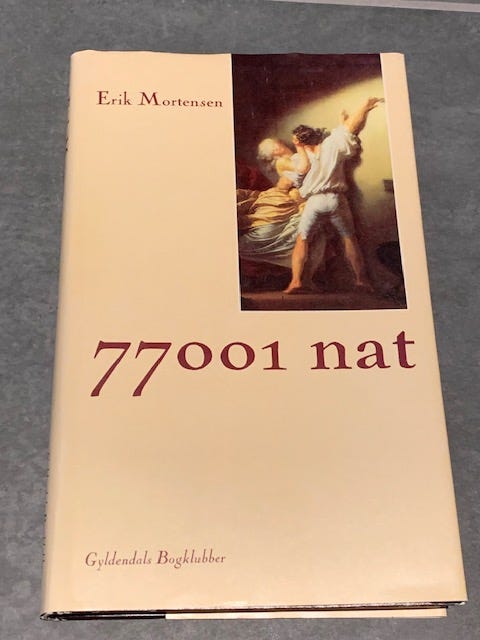 Erik Mortensen
77001 nat
Gyldendals Bogklubber